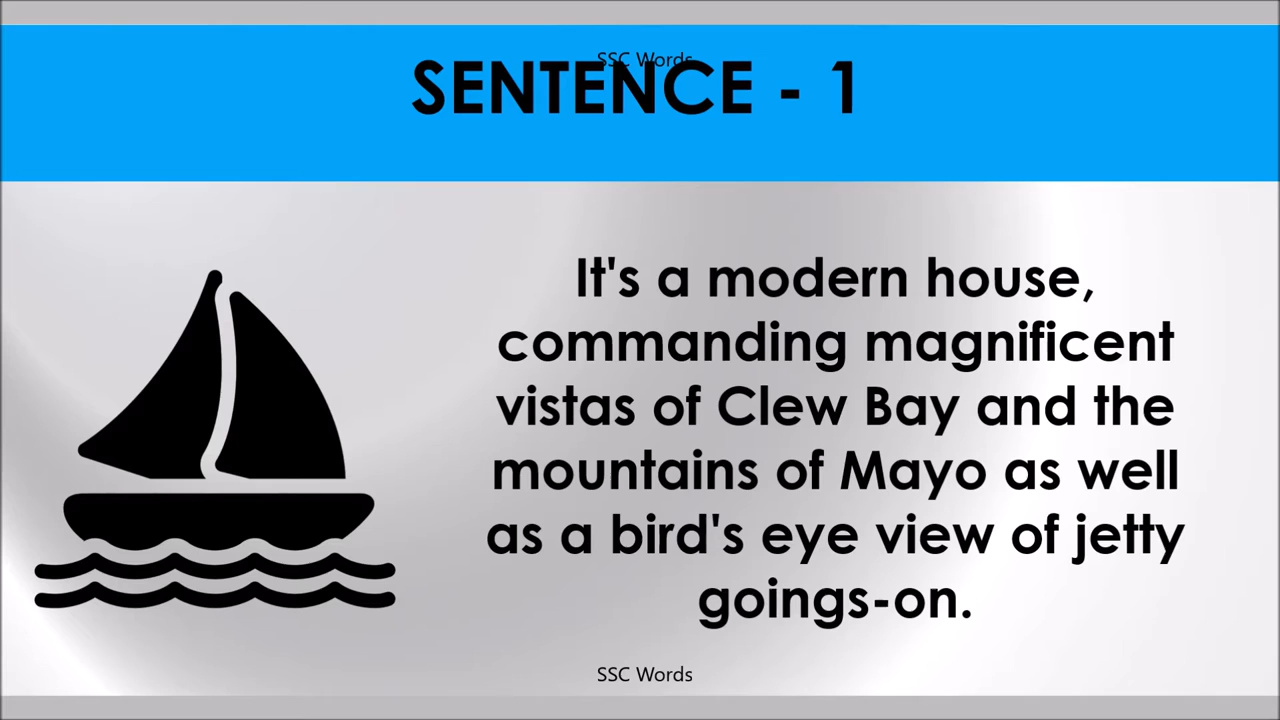 SSC Words
SENTENCE - 1
It's a modern house,
commanding magnificent
vistas of Clew Bay and the
mountains of Mayo as well
as a bird's eye view of jetty
goings-on.
SSC Words